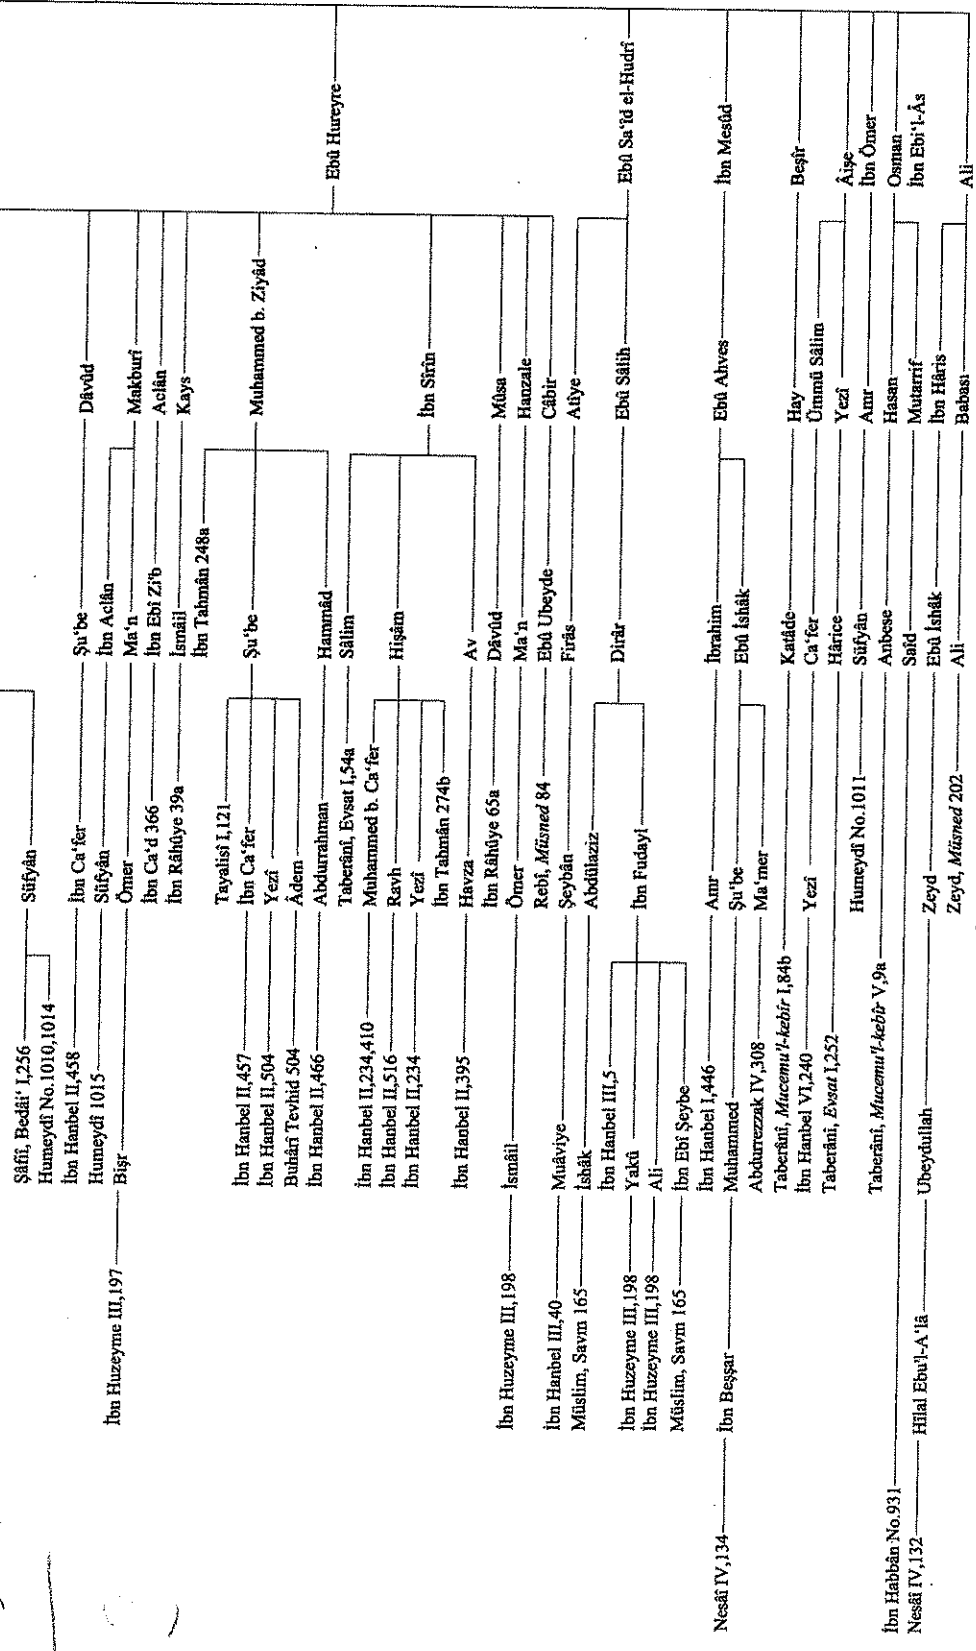 Ebû Hureyre
Ebû Sa‘îd el-Hudrî
İbn Mesûd
Beşîr
Âişe
İbn Ömer
Osman
İbn Ebi'l-Âs
Ali
Dâvûd
Makburî
Aclân
Kays
Muhammed b. Ziyâd
İbn Sîrîn
Mûsa
Hanzale
Câbir
Atîye
Ebû Sâlih
Ebû Ahves
Hay
Ümmü Sâlim
Yezî
Amr
Hasan
Mutarrif
İbn Hâris
Babası
Şu‘be
İbn Aclân
Ma‘n
İbn Ebî Zi'b
İsmâil
İbn Tahmân 248a
Şu‘be
Hammâd
Sâlim
Hişâm
Av
Dâvûd
Ma‘n
Ebû Ubeyde
Firâs
Dirâr
İbrahim
Ebû İshâk
Katâde
Ca‘fer
Hârice
Süfyân
Anbese
Saîd
Ebû İshâk
Ali
Süfyân
İbn Ca‘fer
Süfyân
Ömer
İbn Ca‘d 366
İbn Râhûye 39a
Tayalisî I,121
İbn Ca‘fer
Yezî
Âdem
Abdurrahman
Taberânî, Evsat I,54a
Muhammed b. Ca‘fer
Ravh
Yezî
İbn Tahmân 274b
Havza
İbn Râhûye 65a
Ömer
Rebî, Müsned 84
Şeybân
Abdülaziz
İbn Fudayl
Amr
Şu‘be
Ma‘mer
Taberânî, Mucemu'l-kebîr I,84b
Yezî
Humeydî No.1011
Zeyd
Zeyd, Müsned 202
Şâfiî, Bedâi‘ I,256
Humeydî No.1010,1014
İbn Hanbel II,458
Humeydî 1015
Bişr
İbn Hanbel II,457
İbn Hanbel II,504
Buhârî Tevhid 504
İbn Hanbel II,466
İbn Hanbel II,234,410
İbn Hanbel II,516
İbn Hanbel II,234
İbn Hanbel II,395
İsmâil
Muâviye
İshâk
İbn Hanbel III,5
Yakû
Ali
İbn Ebî Şeybe
İbn Hanbel I,446
Muhammed
Abdurrezzak IV,308
İbn Hanbel VI,240
Taberânî, Evsat I,252
Taberânî, Mucemu'l-kebîr V,9a
Ubeydullah
İbn Huzeyme III,197
İbn Huzeyme III,198
İbn Hanbel III,40
Müslim, Savm 165
İbn Huzeyme III,198
İbn Huzeyme III,198
Müslim, Savm 165
İbn Beşşar
Hilal Ebu'l-A‘lâ
Nesâî IV,134
İbn Habbân No.931
Nesâî IV,132